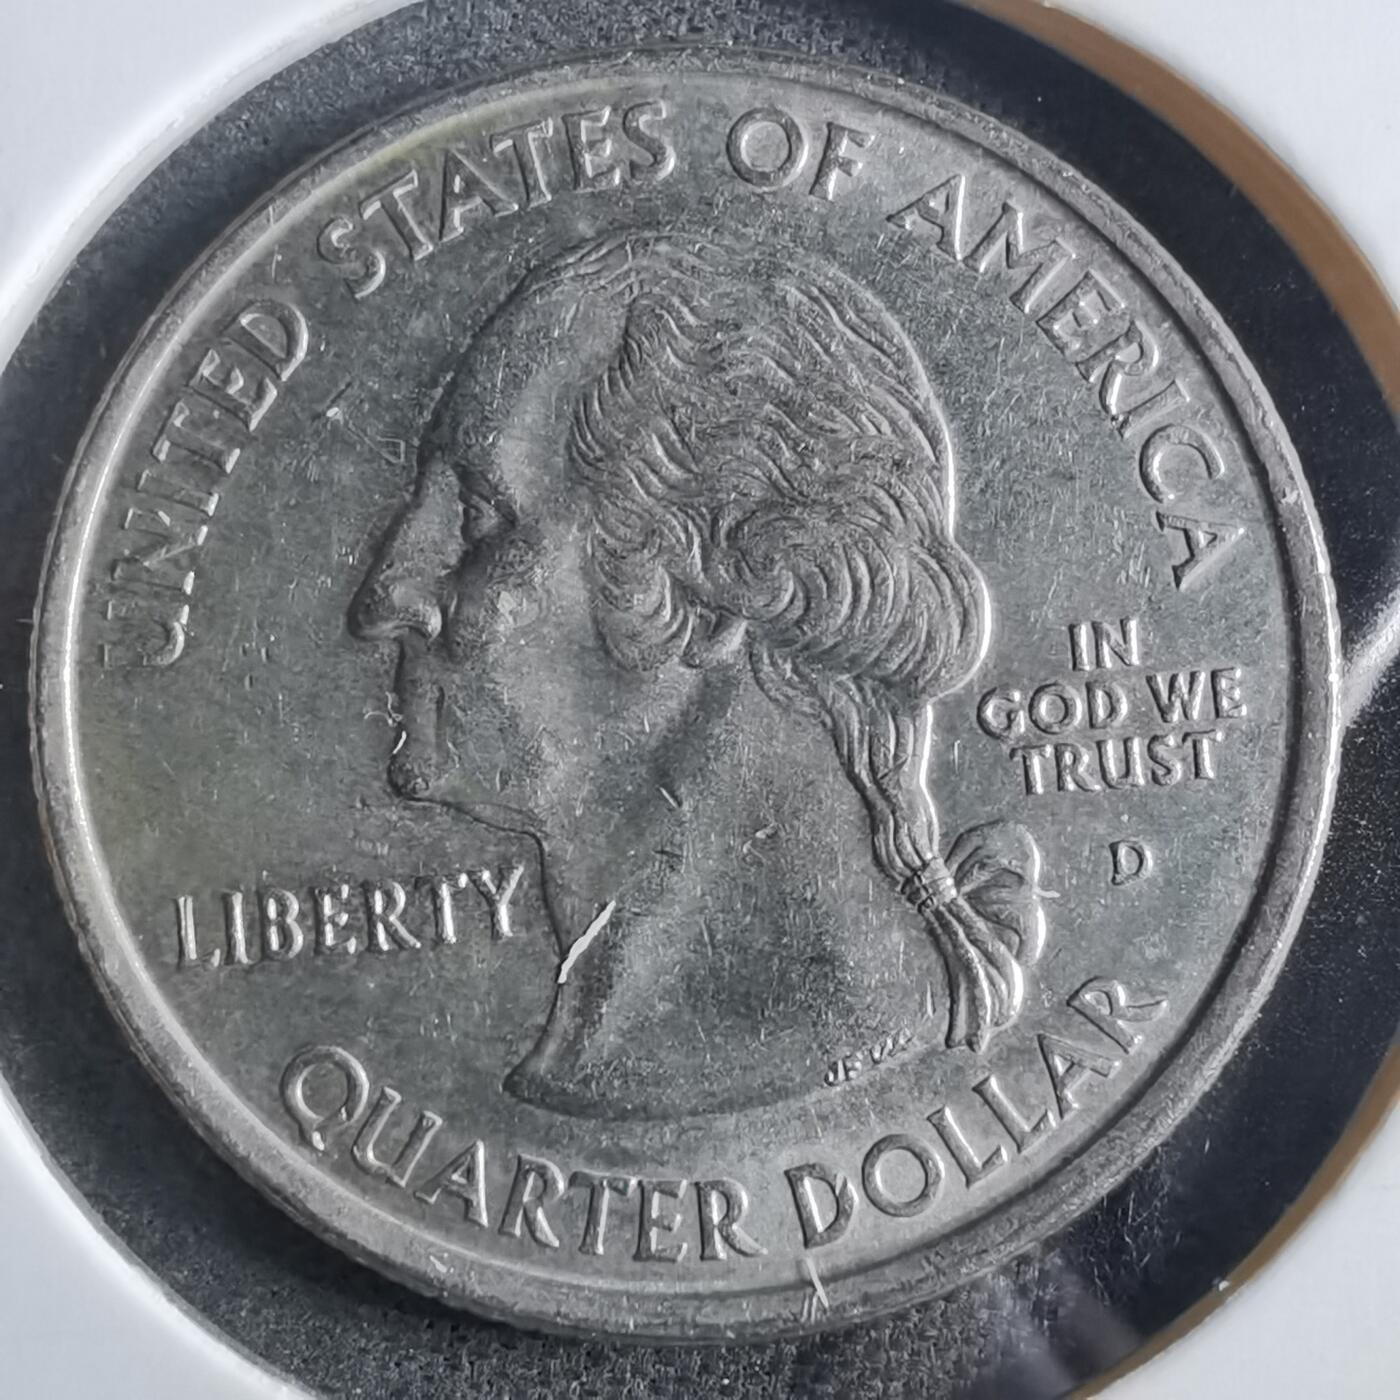 UNITED STATES OF AMERICA
LIBERTY
IN
GOD WE
TRUST
D
QUARTER DOLLAR